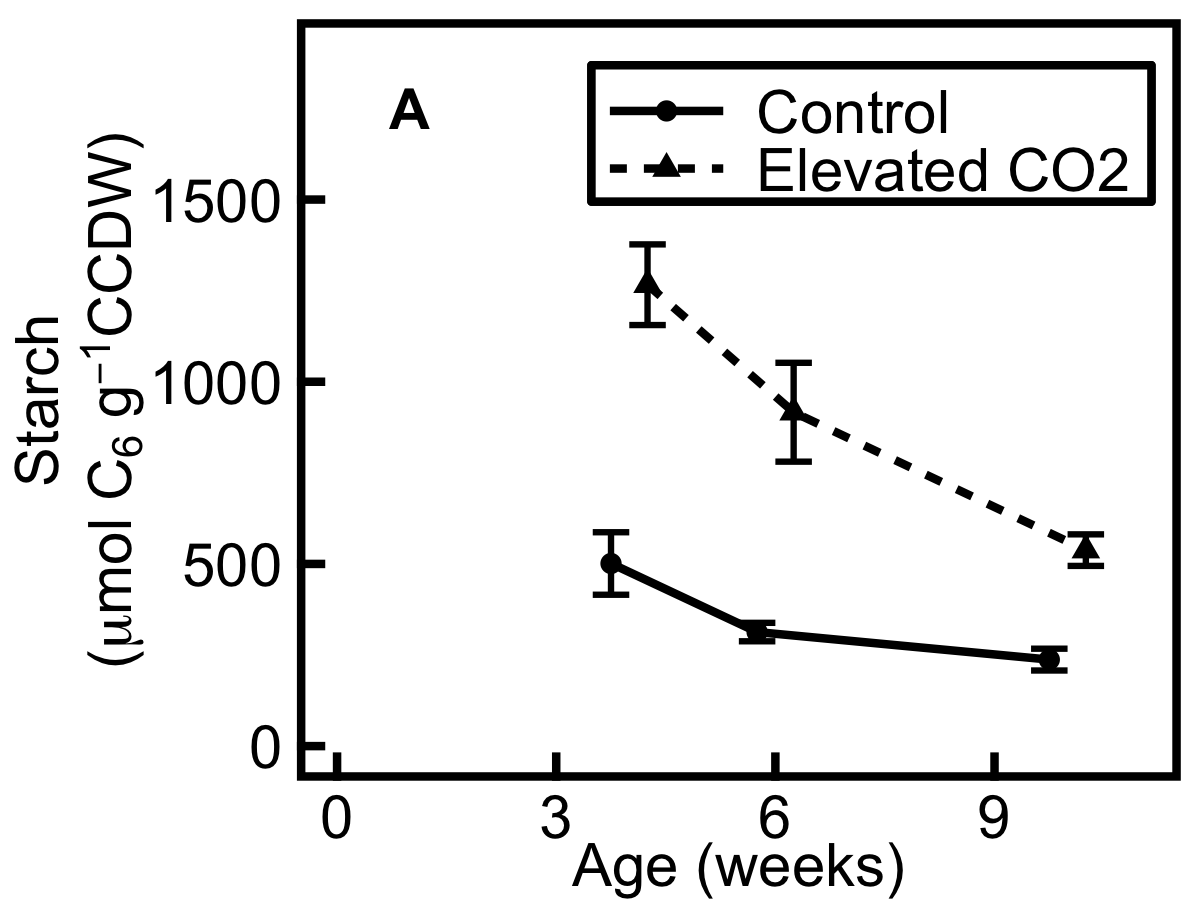 A
Control
Elevated CO2
Starch
(μmol C₆ g⁻¹CCDW)
1500
1000
500
0
0 3 6 9
Age (weeks)